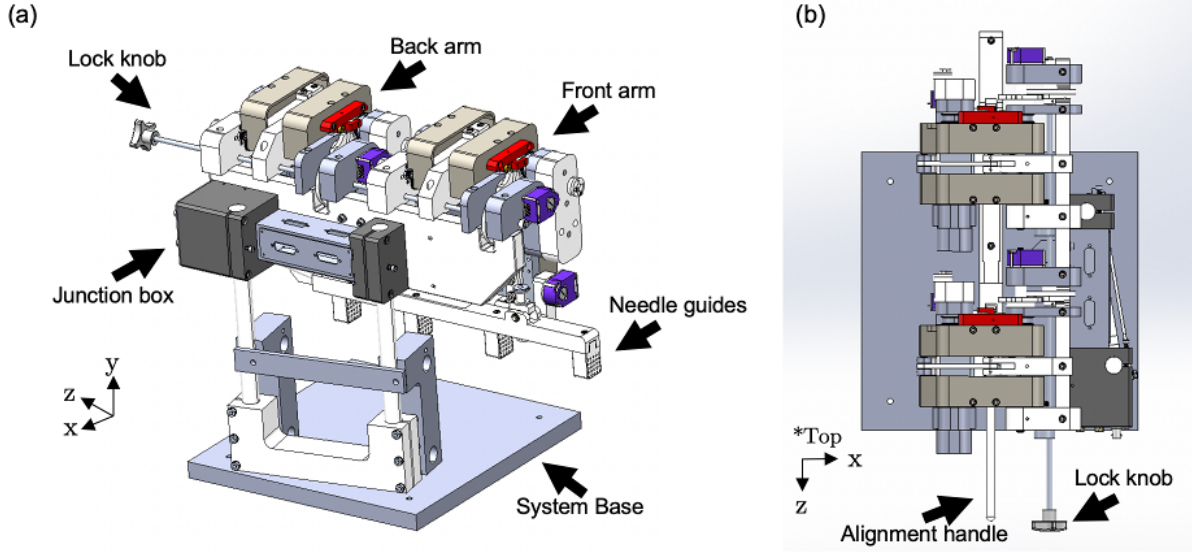 (a)
Lock knob
Back arm
Front arm
Junction box
Needle guides
y
z
x
System Base
(b)
*Top
x
z
Lock knob
Alignment handle